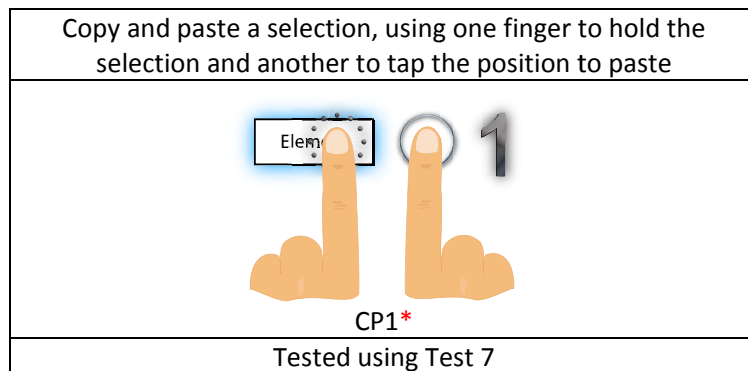 Copy and paste a selection, using one finger to hold the
selection and another to tap the position to paste
Elem
1
CP1*
Tested using Test 7